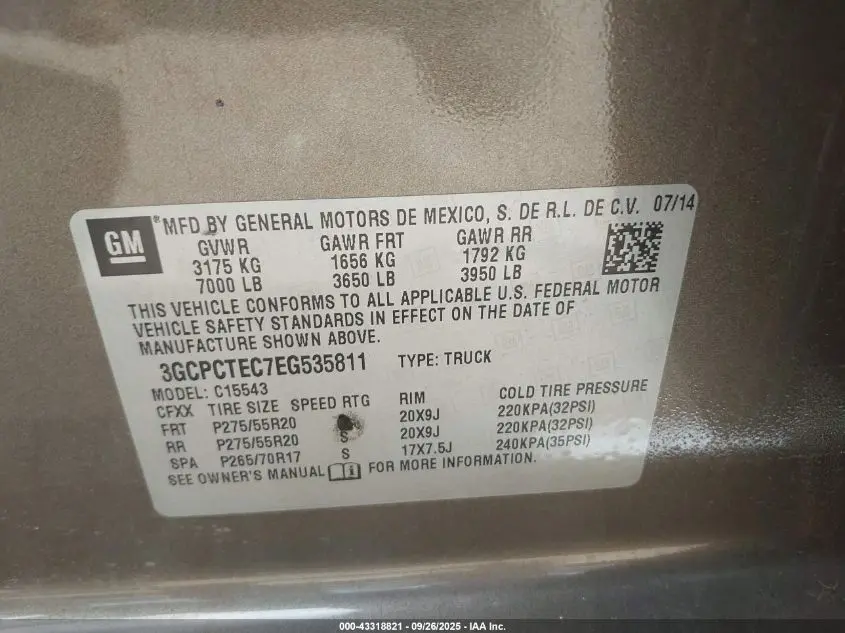 GM
® MFD BY GENERAL MOTORS DE MEXICO, S. DE R.L. DE C.V. 07/14
GVWR GAWR FRT GAWR RR
3175 KG 1656 KG 1792 KG
7000 LB 3650 LB 3950 LB
THIS VEHICLE CONFORMS TO ALL APPLICABLE U.S. FEDERAL MOTOR
VEHICLE SAFETY STANDARDS IN EFFECT ON THE DATE OF
MANUFACTURE SHOWN ABOVE.
3GCPCTEC7EG535811 TYPE: TRUCK
MODEL: C15543
CFXX TIRE SIZE SPEED RTG RIM COLD TIRE PRESSURE
FRT P275/55R20 20X9J 220KPA(32PSI)
RR P275/55R20 S 20X9J 220KPA(32PSI)
SPA P265/70R17 S 17X7.5J 240KPA(35PSI)
SEE OWNER'S MANUAL FOR MORE INFORMATION.
000-43318821 - 09/26/2025 - IAA Inc.